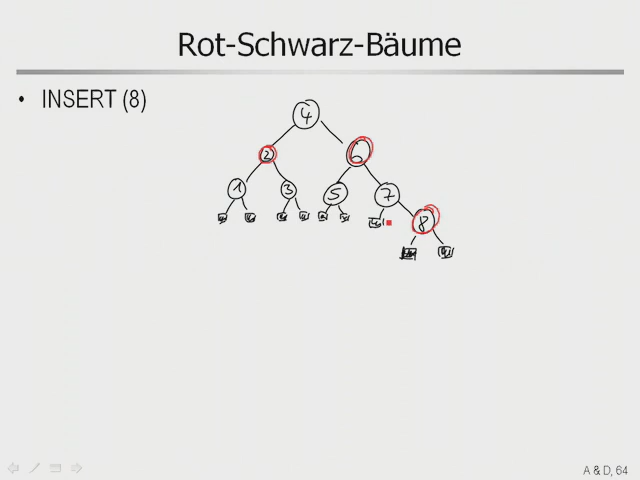 Rot-Schwarz-Bäume
• INSERT (8)
4
2 6
1 3 5 7
8
A & D, 64